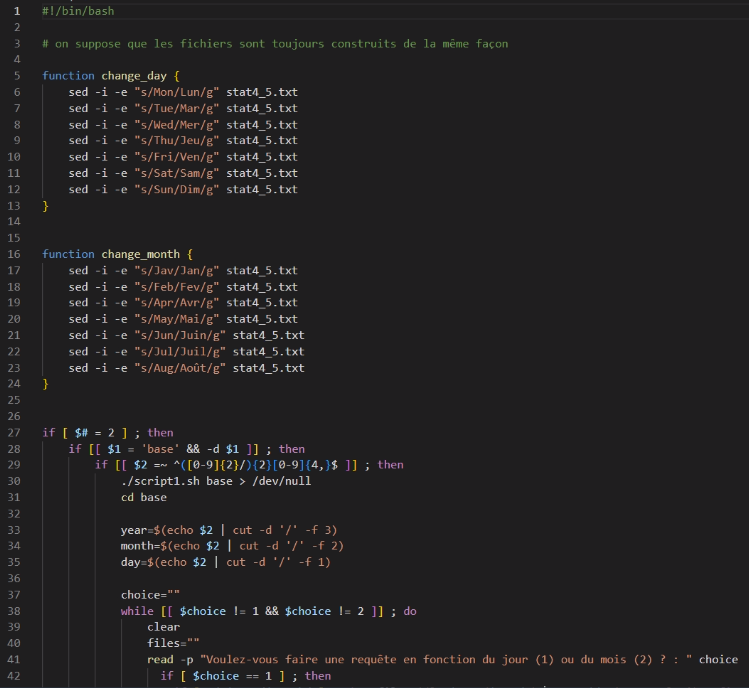 1 #!/bin/bash
2
3 # on suppose que les fichiers sont toujours construits de la même façon
4
5 function change_day {
6 sed -i -e "s/Mon/Lun/g" stat4_5.txt
7 sed -i -e "s/Tue/Mar/g" stat4_5.txt
8 sed -i -e "s/Wed/Mer/g" stat4_5.txt
9 sed -i -e "s/Thu/Jeu/g" stat4_5.txt
10 sed -i -e "s/Fri/Ven/g" stat4_5.txt
11 sed -i -e "s/Sat/Sam/g" stat4_5.txt
12 sed -i -e "s/Sun/Dim/g" stat4_5.txt
13 }
14
15
16 function change_month {
17 sed -i -e "s/Jav/Jan/g" stat4_5.txt
18 sed -i -e "s/Feb/Fev/g" stat4_5.txt
19 sed -i -e "s/Apr/Avr/g" stat4_5.txt
20 sed -i -e "s/May/Mai/g" stat4_5.txt
21 sed -i -e "s/Jun/Juin/g" stat4_5.txt
22 sed -i -e "s/Jul/Juil/g" stat4_5.txt
23 sed -i -e "s/Aug/Août/g" stat4_5.txt
24 }
25
26
27 if [ $# = 2 ] ; then
28 if [[ $1 = 'base' && -d $1 ]] ; then
29 if [[ $2 =~ ^([0-9]{2}/){2}[0-9]{4,}$ ]] ; then
30 ./script1.sh base > /dev/null
31 cd base
32
33 year=$(echo $2 | cut -d '/' -f 3)
34 month=$(echo $2 | cut -d '/' -f 2)
35 day=$(echo $2 | cut -d '/' -f 1)
36
37 choice=""
38 while [[ $choice != 1 && $choice != 2 ]] ; do
39 clear
40 files=""
41 read -p "Voulez-vous faire une requête en fonction du jour (1) ou du mois (2) ? : " choice
42 if [ $choice == 1 ] ; then